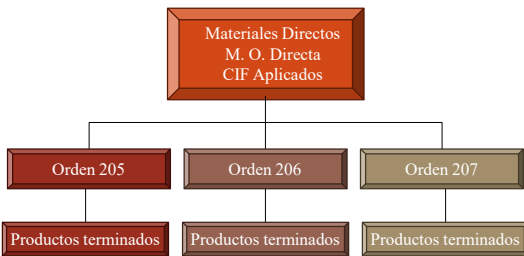 Materiales Directos
M. O. Directa
CIF Aplicados
Orden 205
Orden 206
Orden 207
Productos terminados
Productos terminados
Productos terminados